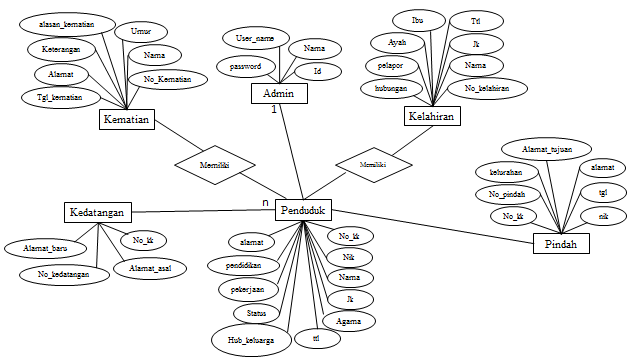 alasan_kematian
Umur
Keterangan
Nama
Alamat
No_Kematian
Tgl_kematian
Kematian
User_name
Nama
password
Id
Admin
1
Ibu
Ttl
Ayah
Jk
pelapor
Nama
hubungan
No_kelahiran
Kelahiran
Memiliki
Memiliki
Alamat_tujuan
kelurahan
alamat
No_pindah
tgl
No_kk
nik
Pindah
Kedatangan
n
Penduduk
Alamat_baru
No_kk
No_kedatangan
Alamat_asal
alamat
No_kk
pendidikan
Nik
pekerjaan
Nama
Status
Jk
Hub_keluarga
ttl
Agama